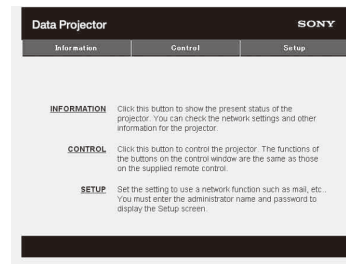 Data Projector SONY
Information Control Setup
INFORMATION Click this button to show the present status of the
projector. You can check the network settings and other
information for the projector.
CONTROL Click this button to control the projector. The functions of
the buttons on the control window are the same as those
on the supplied remote control.
SETUP Set the setting to use a network function such as mail, etc..
You must enter the administrator name and password to
display the Setup screen.